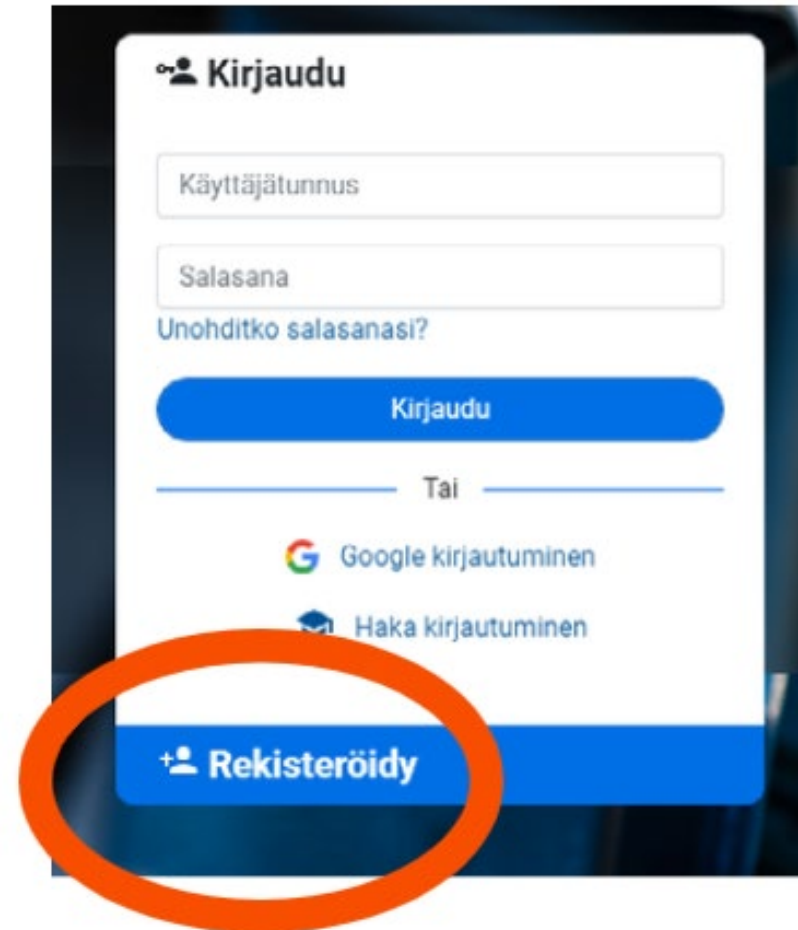 Kirjaudu
Käyttäjätunnus
Salasana
Unohditko salasanasi?
Kirjaudu
Tai
Google kirjautuminen
Haka kirjautuminen
Rekisteröidy